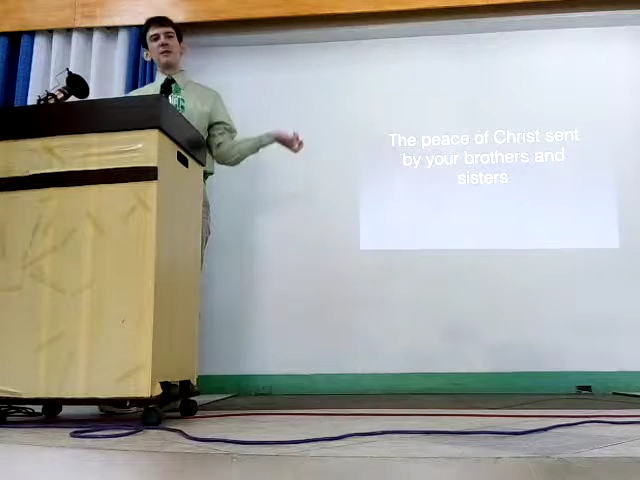 The peace of Christ sent
by your brothers and
sisters